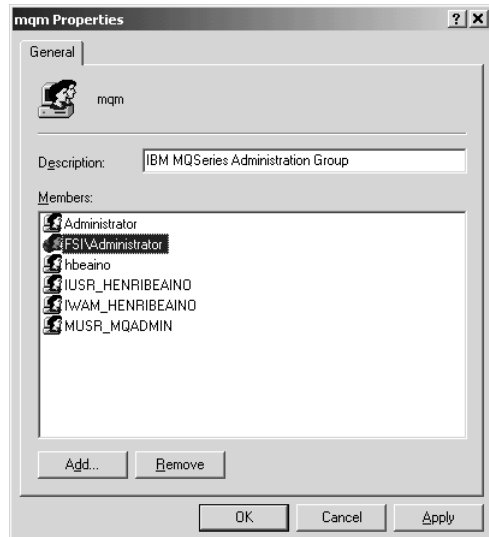 mqm Properties
? X
General
mqm
Description: IBM MQSeries Administration Group
Members:
Administrator
FSI\Administrator
hbeaino
IUSR_HENRIBEAINO
IWAM_HENRIBEAINO
MUSR_MQADMIN
Add... Remove
OK Cancel Apply